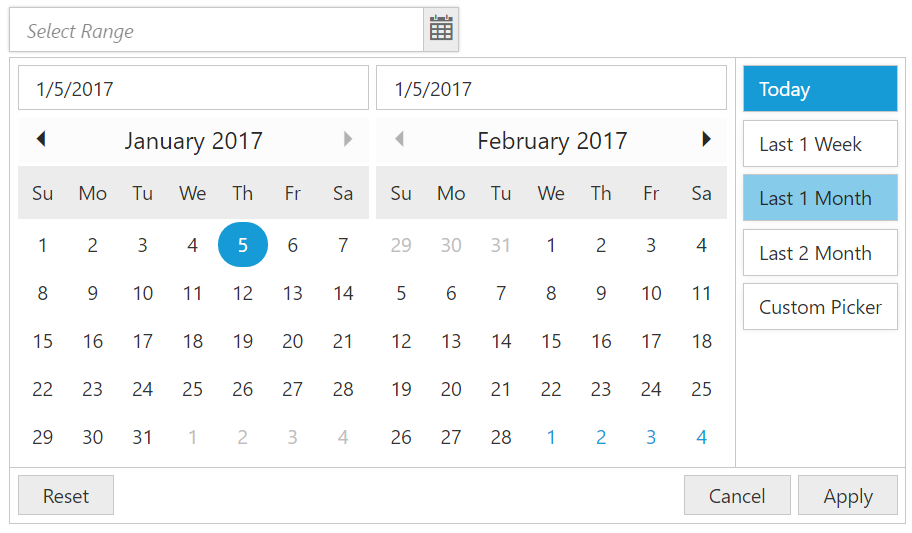 Select Range
1/5/2017 1/5/2017 Today
January 2017 February 2017 Last 1 Week
Su Mo Tu We Th Fr Sa Su Mo Tu We Th Fr Sa Last 1 Month
1 2 3 4 5 6 7 29 30 31 1 2 3 4 Last 2 Month
8 9 10 11 12 13 14 5 6 7 8 9 10 11 Custom Picker
15 16 17 18 19 20 21 12 13 14 15 16 17 18
22 23 24 25 26 27 28 19 20 21 22 23 24 25
29 30 31 1 2 3 4 26 27 28 1 2 3 4
Reset Cancel Apply